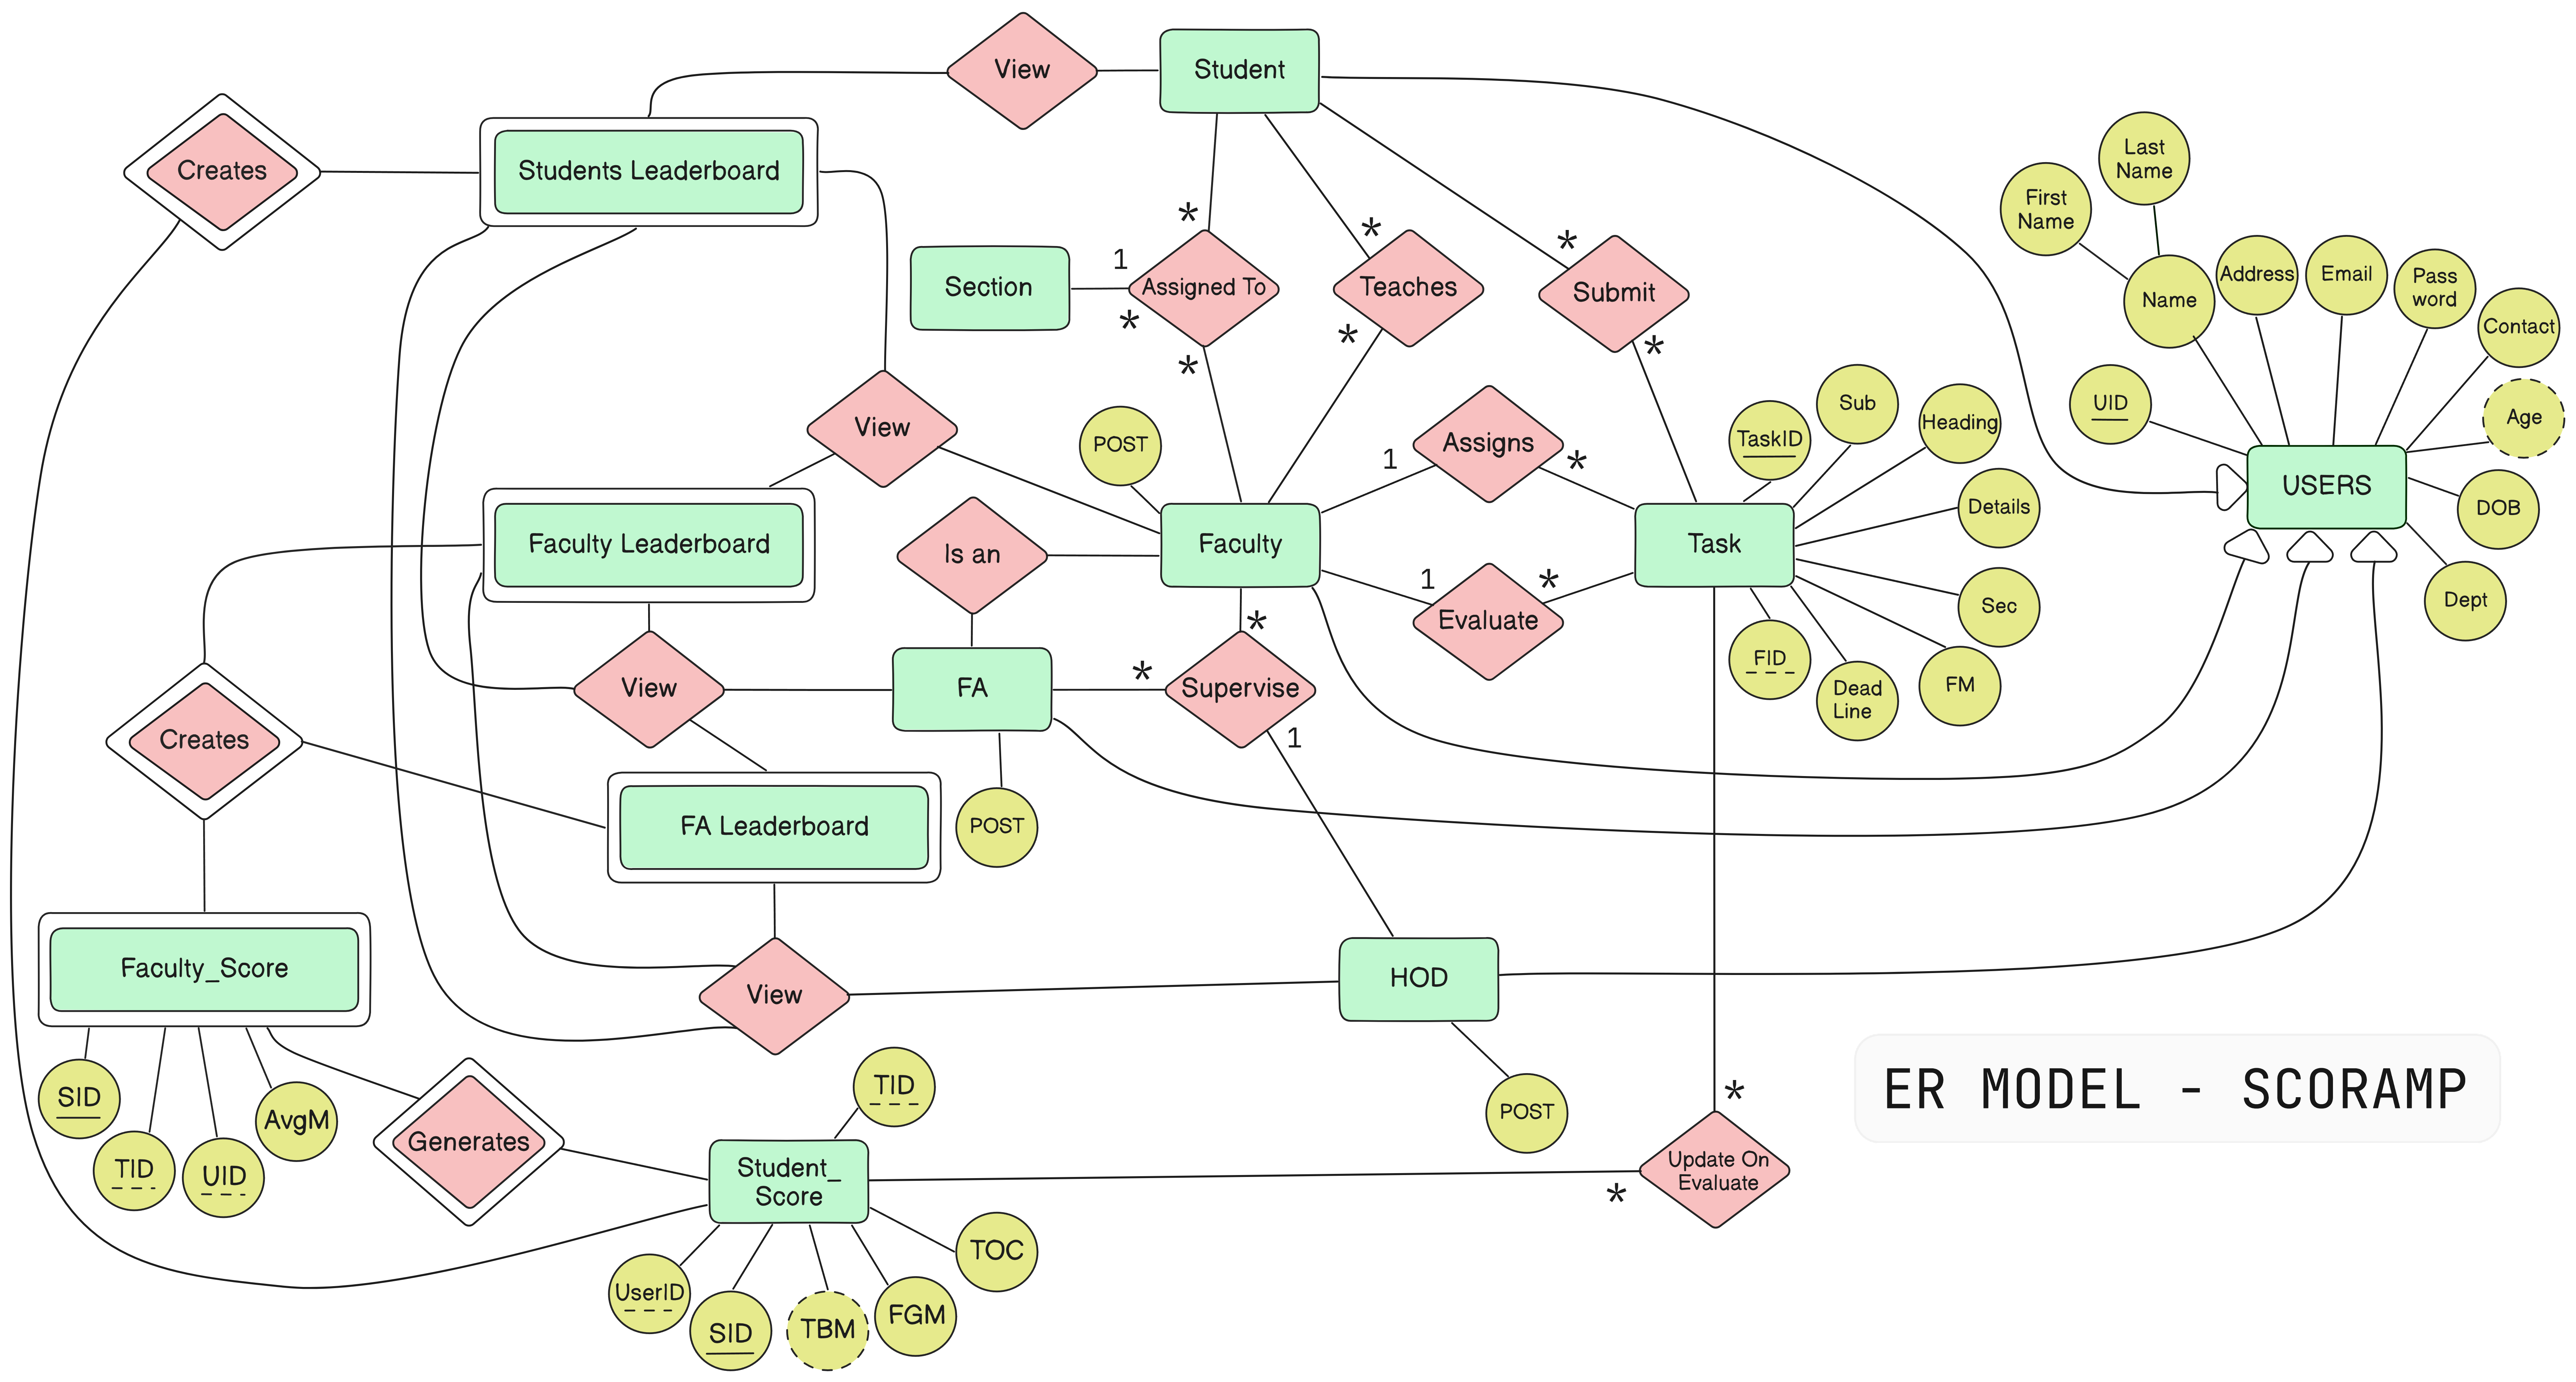 View
Student
Creates
Students Leaderboard
Last
Name
First
Name
Name
Address
Email
Pass
word
Contact
Section
1
*
Assigned To
*
*
*
Teaches
*
*
Submit
*
UID
Age
USERS
DOB
Dept
View
POST
Assigns
1
*
TaskID
Sub
Heading
Details
Faculty Leaderboard
Is an
Faculty
Task
Sec
1
*
Evaluate
FID
Dead
Line
FM
View
FA
*
*
Supervise
1
Creates
FA Leaderboard
POST
Faculty_Score
View
HOD
POST
ER MODEL - SCORAMP
SID
TID
UID
AvgM
Generates
TID
Student_
Score
*
Update On
Evaluate
*
UserID
SID
TBM
FGM
TOC